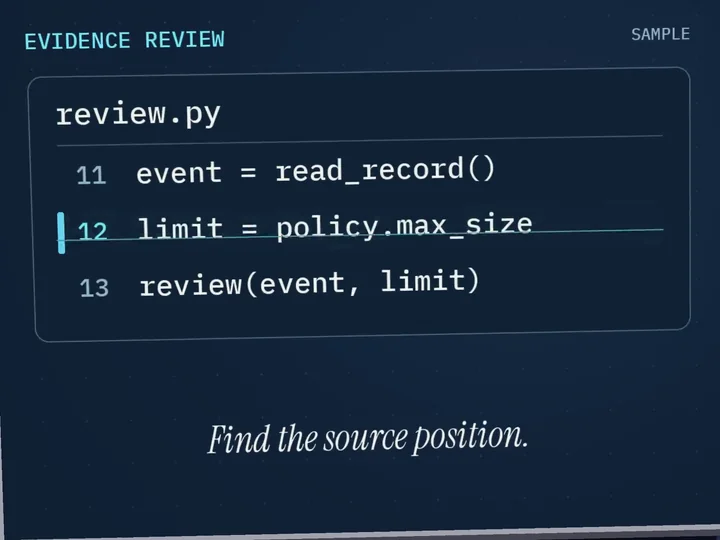 EVIDENCE REVIEW
SAMPLE
review.py
11 event = read_record()
12 limit = policy.max_size
13 review(event, limit)
Find the source position.